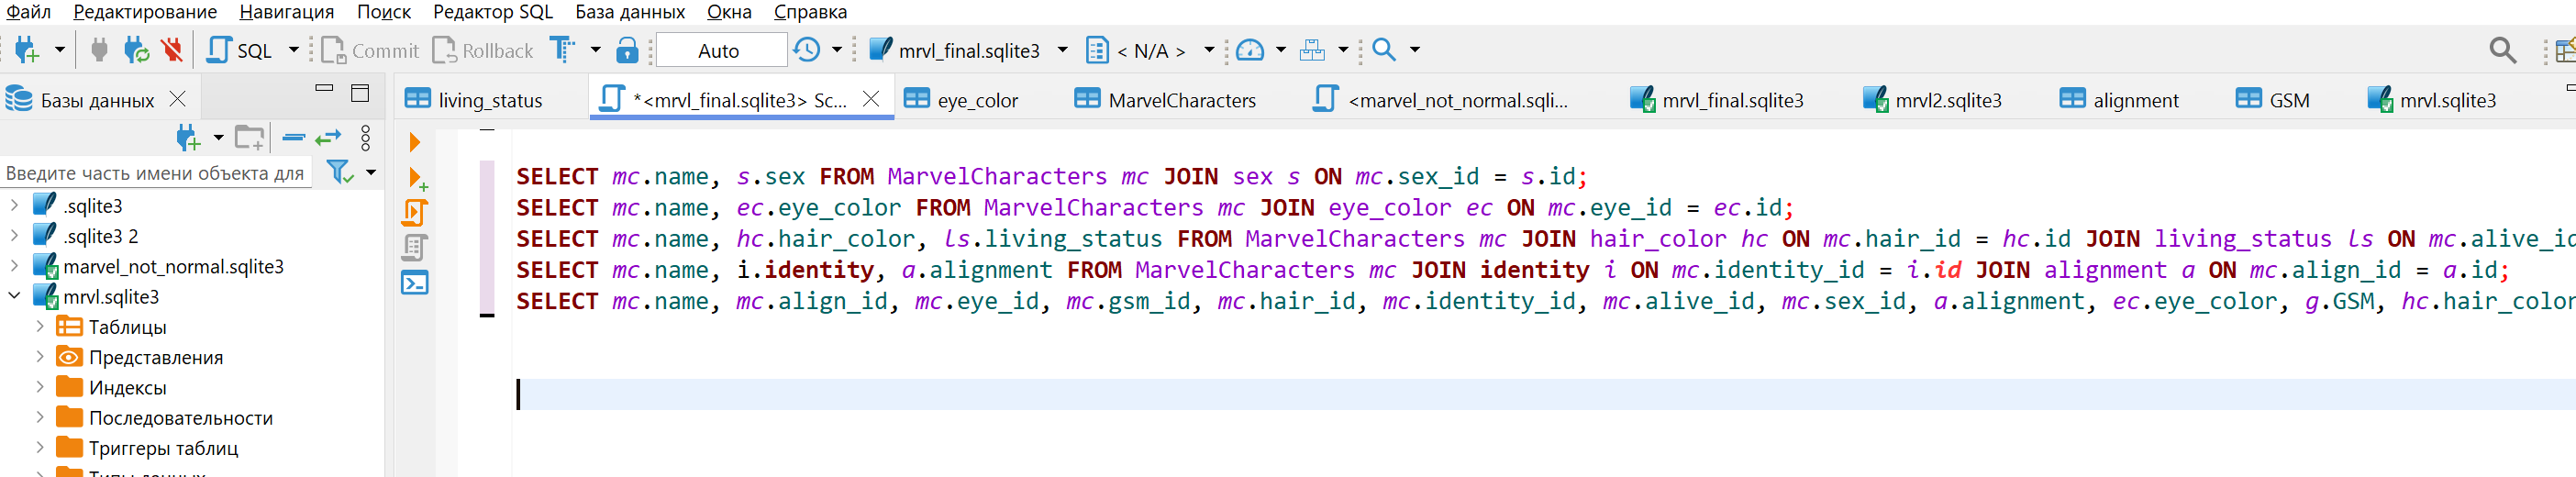 Файл Редактирование Навигация Поиск Редактор SQL База данных Окна Справка
SQL Commit Rollback Auto mrvl_final.sqlite3 < N/A >
Базы данных
living_status *<mrvl_final.sqlite3> Sc... eye_color MarvelCharacters <marvel_not_normal.sqli... mrvl_final.sqlite3 mrvl2.sqlite3 alignment GSM mrvl.sqlite3
Введите часть имени объекта для
.sqlite3
.sqlite3 2
marvel_not_normal.sqlite3
mrvl.sqlite3
Таблицы
Представления
Индексы
Последовательности
Триггеры таблиц
Типы данных
SELECT mc.name, s.sex FROM MarvelCharacters mc JOIN sex s ON mc.sex_id = s.id;
SELECT mc.name, ec.eye_color FROM MarvelCharacters mc JOIN eye_color ec ON mc.eye_id = ec.id;
SELECT mc.name, hc.hair_color, ls.living_status FROM MarvelCharacters mc JOIN hair_color hc ON mc.hair_id = hc.id JOIN living_status ls ON mc.alive_id
SELECT mc.name, i.identity, a.alignment FROM MarvelCharacters mc JOIN identity i ON mc.identity_id = i.id JOIN alignment a ON mc.align_id = a.id;
SELECT mc.name, mc.align_id, mc.eye_id, mc.gsm_id, mc.hair_id, mc.identity_id, mc.alive_id, mc.sex_id, a.alignment, ec.eye_color, g.GSM, hc.hair_color